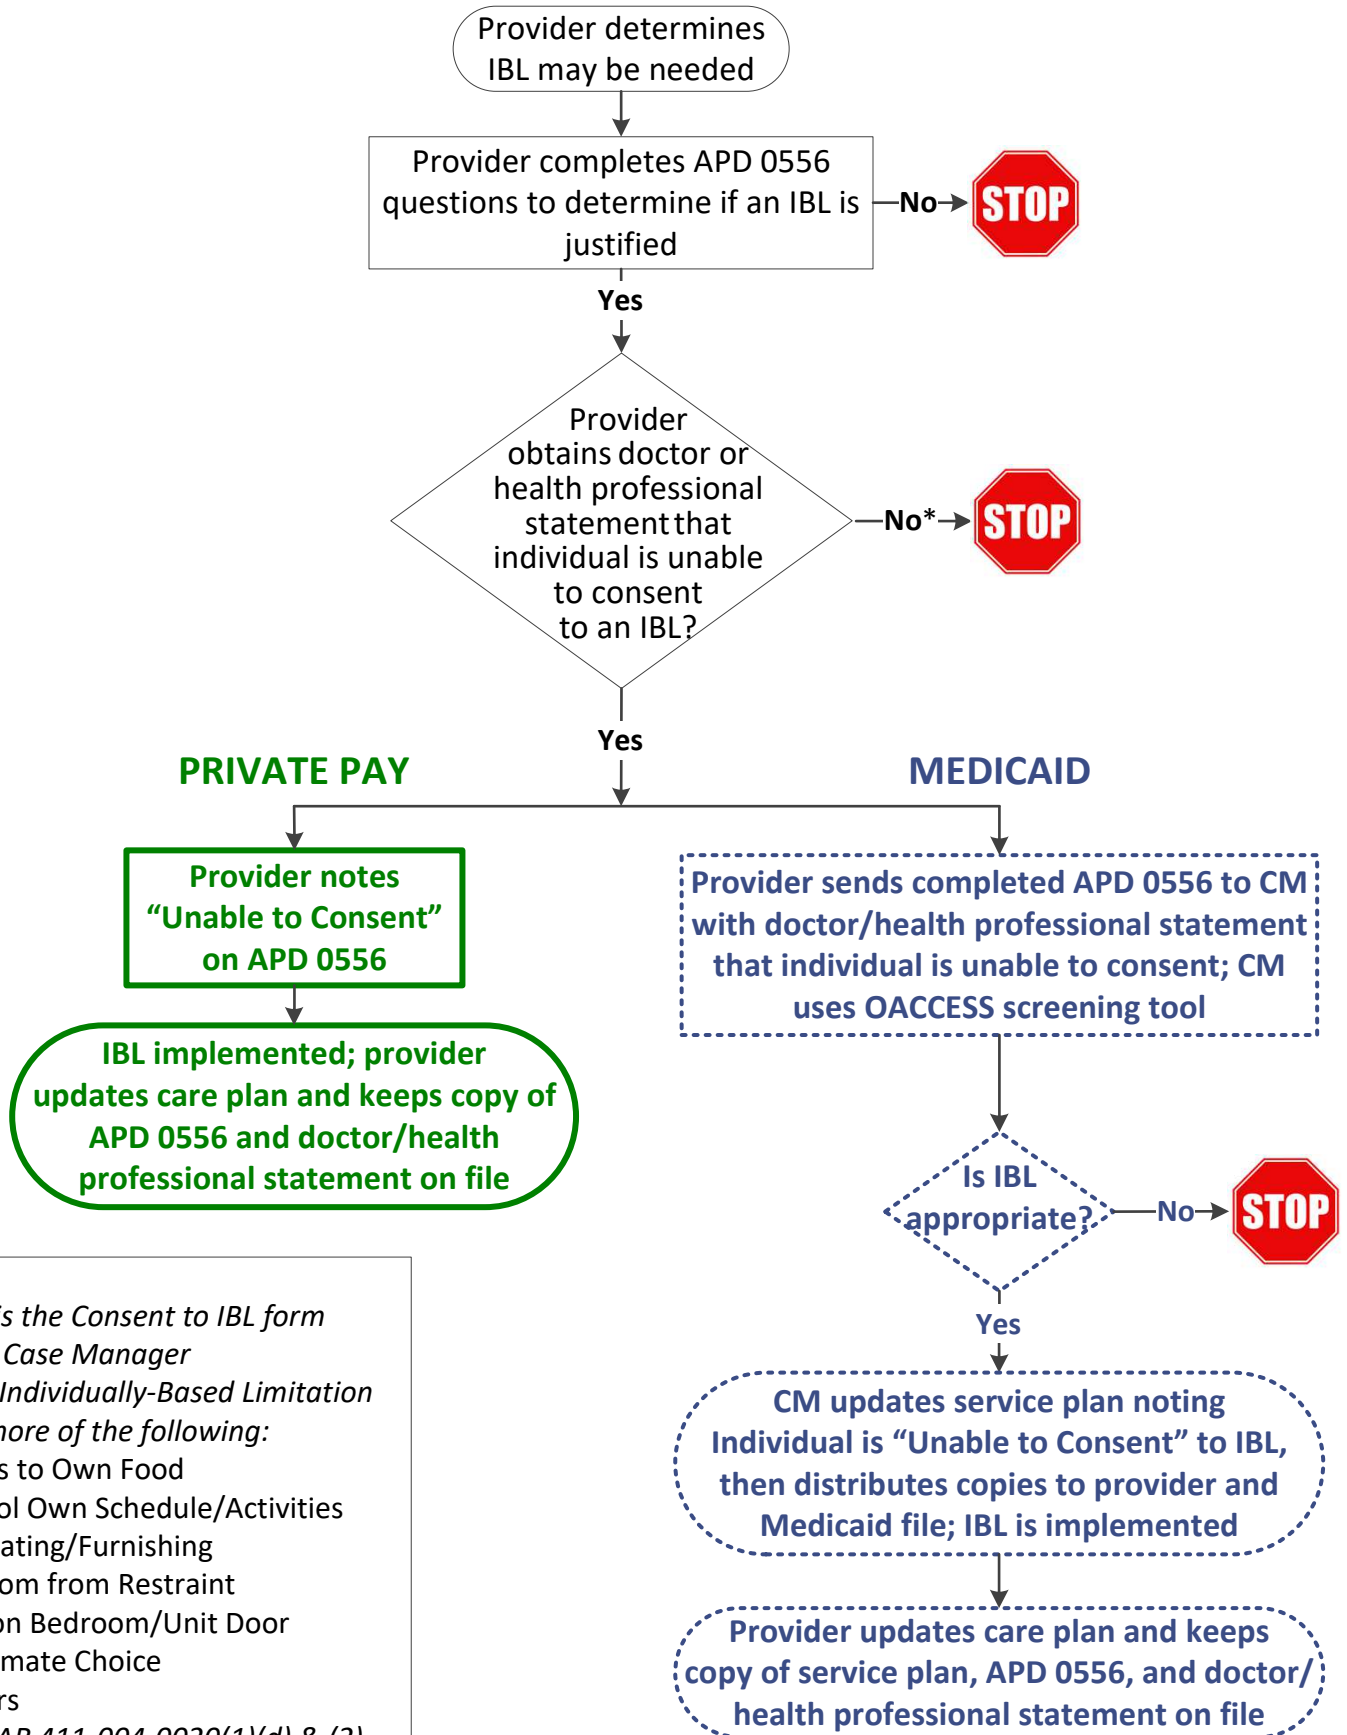 Provider determines
IBL may be needed
Provider completes APD 0556
questions to determine if an IBL is
justified
No
STOP
Yes
Provider
obtains doctor or
health professional
statement that
individual is unable
to consent
to an IBL?
No*
STOP
Yes
PRIVATE PAY
MEDICAID
Provider notes
“Unable to Consent”
on APD 0556
IBL implemented; provider
updates care plan and keeps copy of
APD 0556 and doctor/health
professional statement on file
Provider sends completed APD 0556 to CM
with doctor/health professional statement
that individual is unable to consent; CM
uses OACCESS screening tool
Is IBL
appropriate?
No
STOP
Yes
CM updates service plan noting
Individual is “Unable to Consent” to IBL,
then distributes copies to provider and
Medicaid file; IBL is implemented
Provider updates care plan and keeps
copy of service plan, APD 0556, and doctor/
health professional statement on file
the Consent to IBL form
Case Manager
Individually-Based Limitation
more of the following:
to Own Food
Own Schedule/Activities
from Restraint
on Bedroom/Unit Door
Choice
411-004-0020(1)(d) & (2)